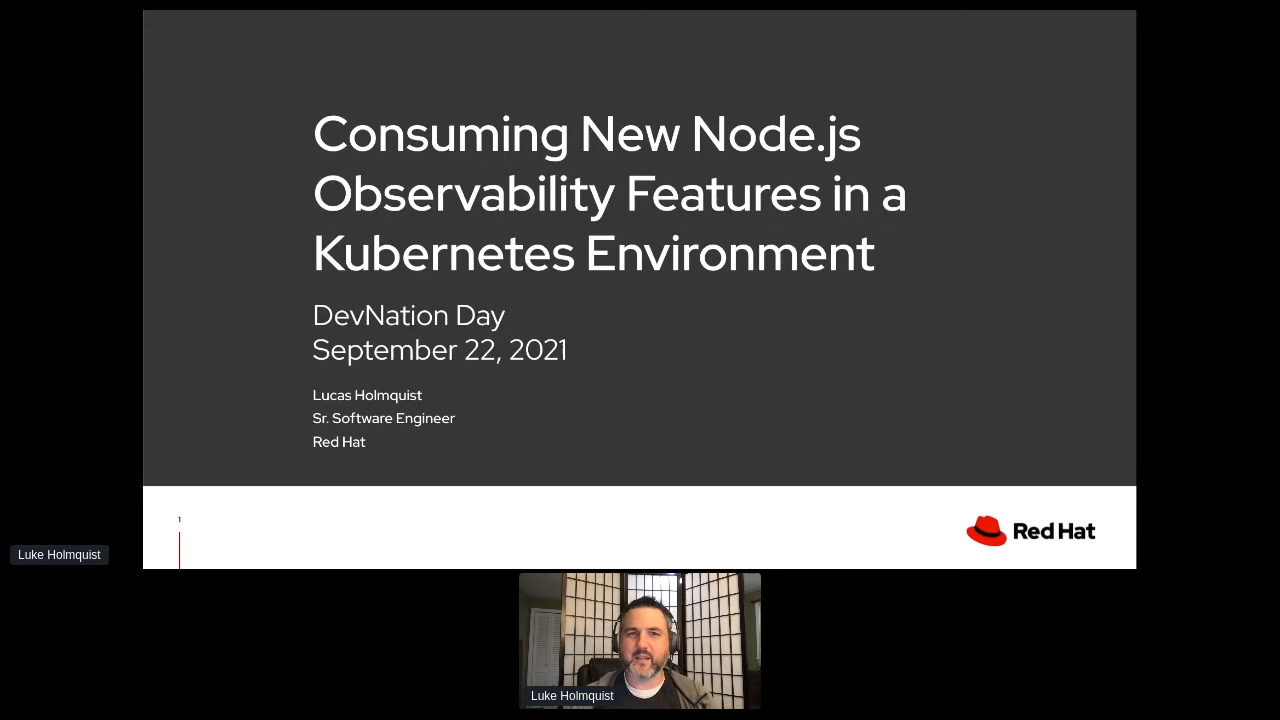 Consuming New Node.js
Observability Features in a
Kubernetes Environment
DevNation Day
September 22, 2021
Lucas Holmquist
Sr. Software Engineer
Red Hat
1
Red Hat
Luke Holmquist
Luke Holmquist